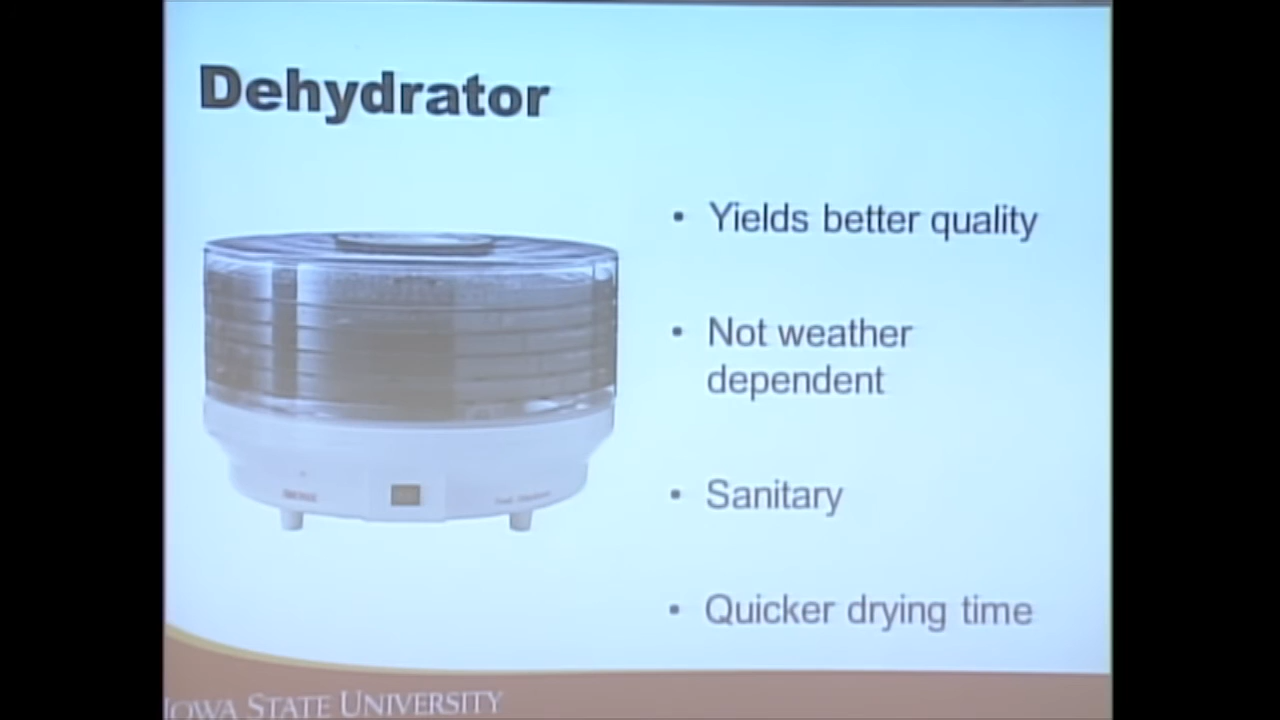 Dehydrator
• Yields better quality
• Not weather
dependent
• Sanitary
• Quicker drying time
IOWA STATE UNIVERSITY